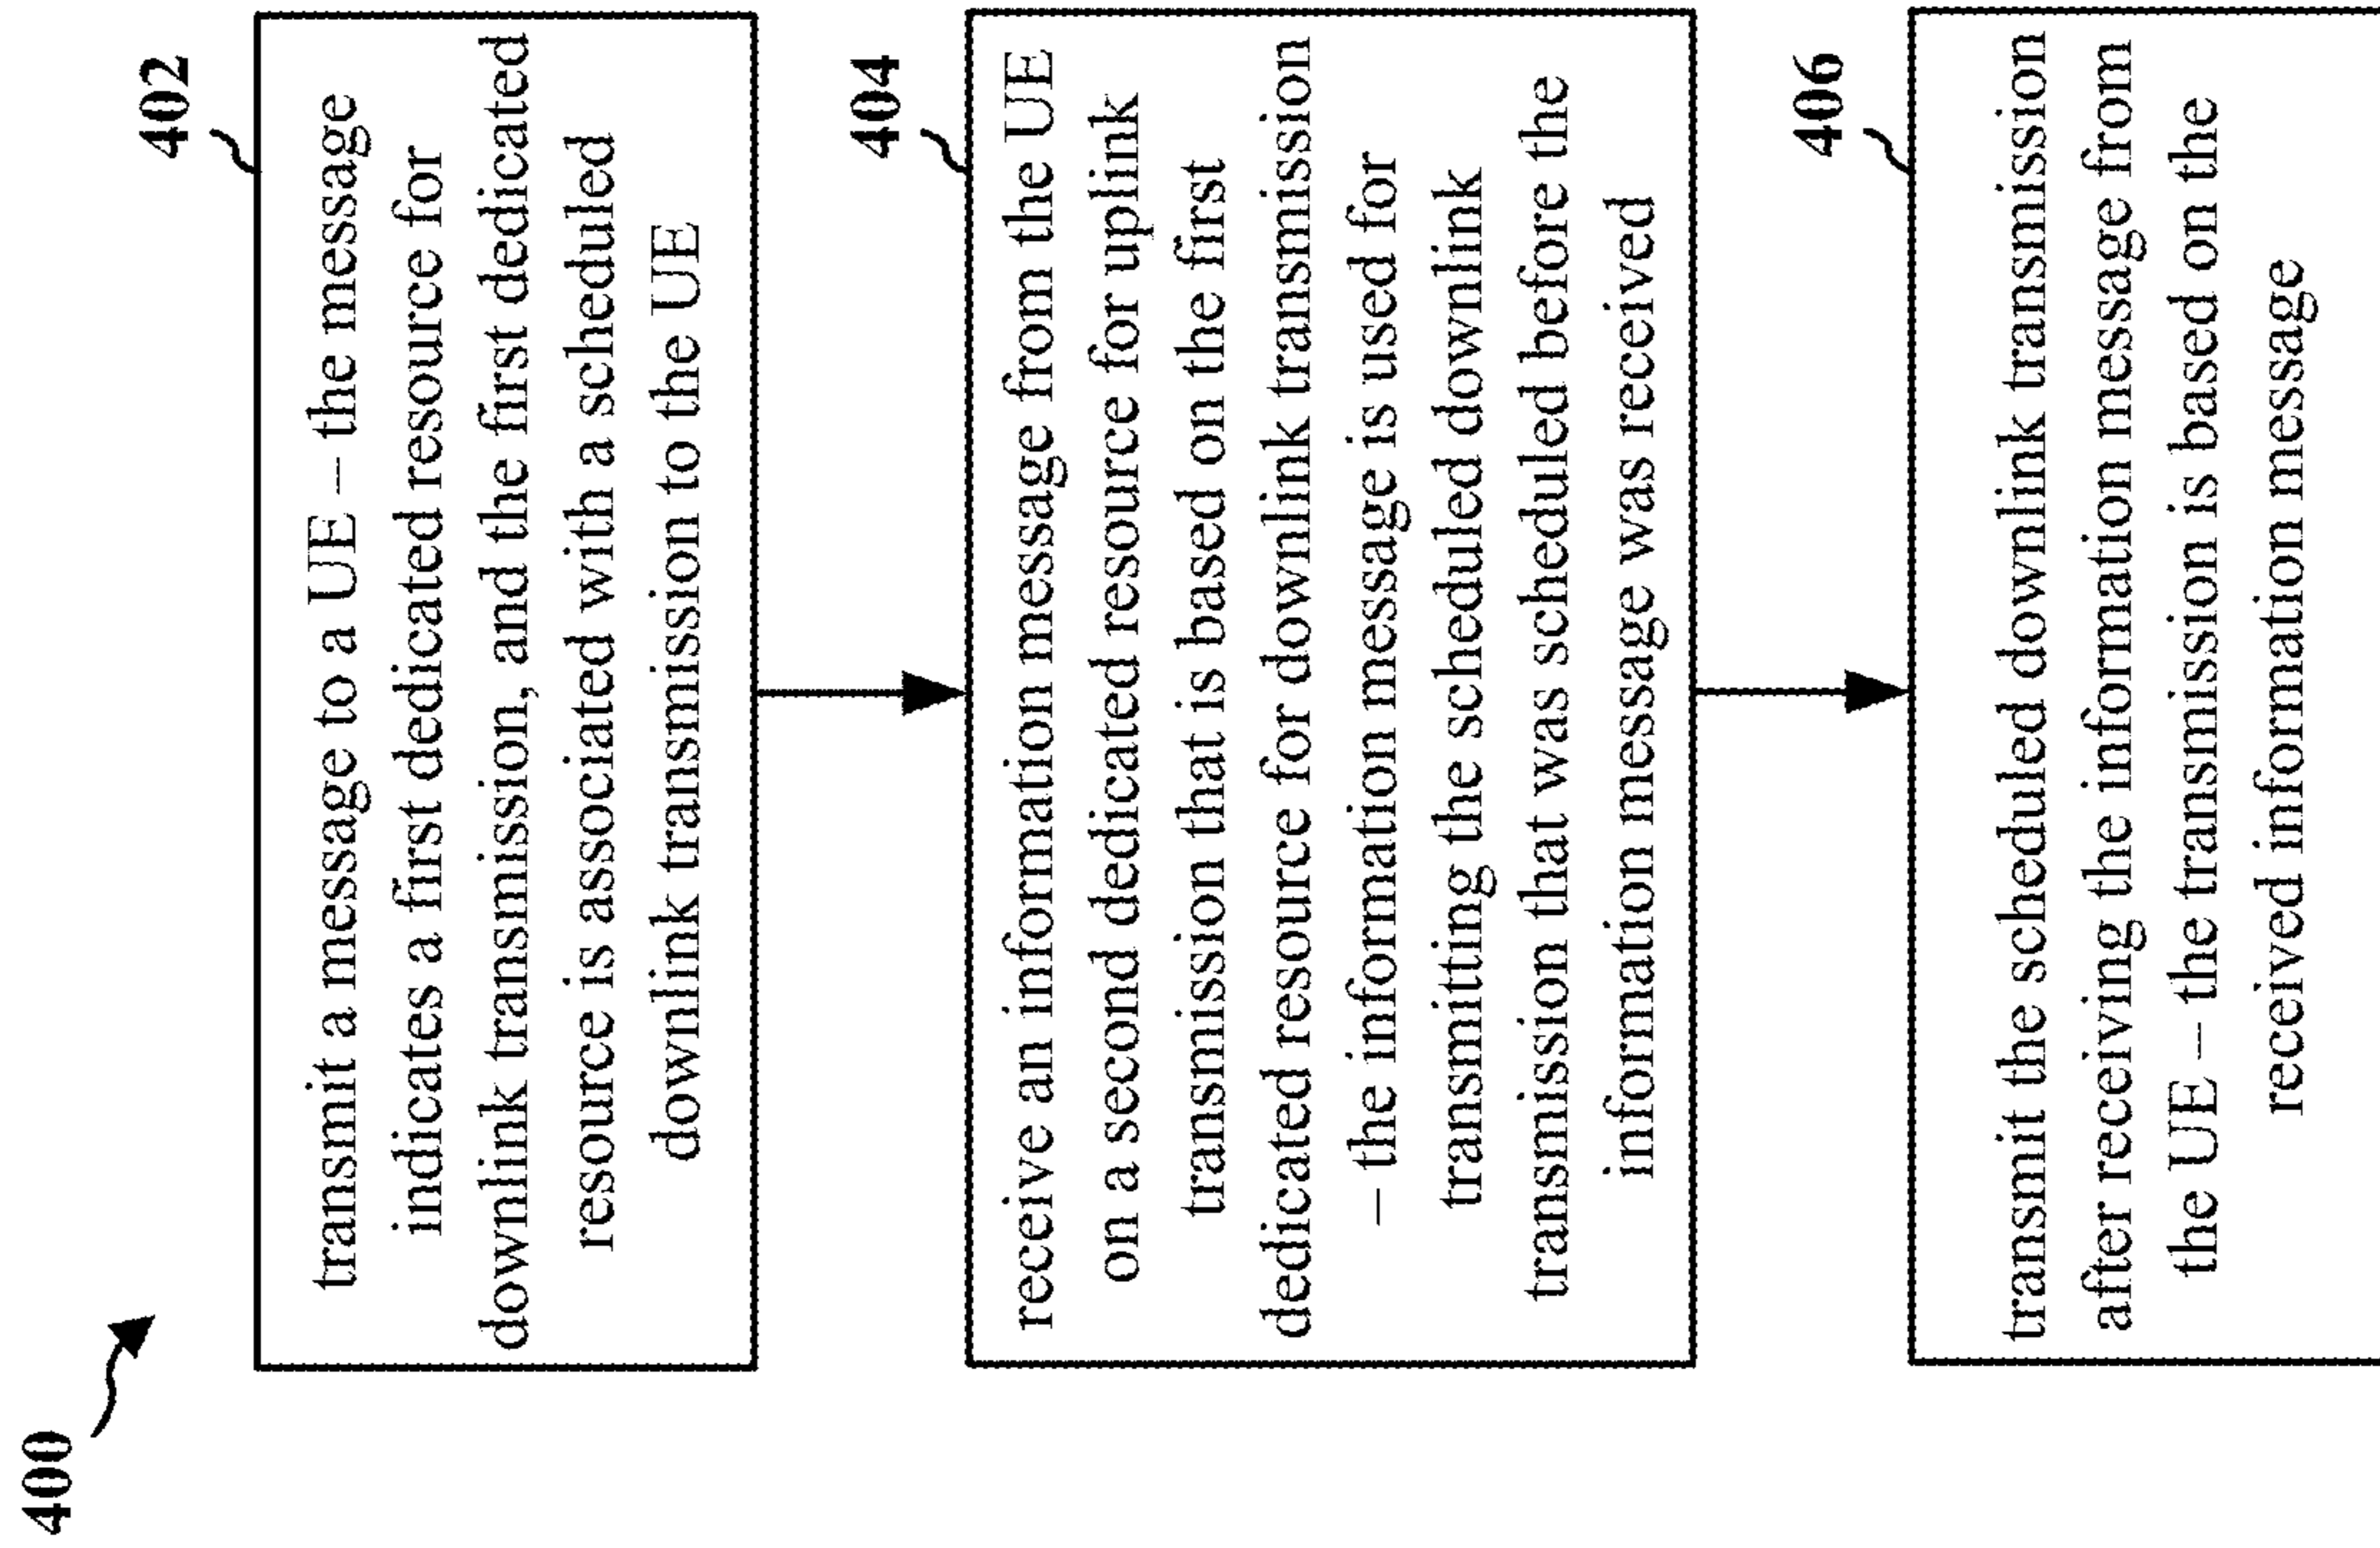 400
402
transmit a message to a UE – the message
indicates a first dedicated resource for
downlink transmission, and the first dedicated
resource is associated with a scheduled
downlink transmission to the UE
404
receive an information message from the UE
on a second dedicated resource for uplink
transmission that is based on the first
dedicated resource for downlink transmission
– the information message is used for
transmitting the scheduled downlink
transmission that was scheduled before the
information message was received
406
transmit the scheduled downlink transmission
after receiving the information message from
the UE – the transmission is based on the
received information message